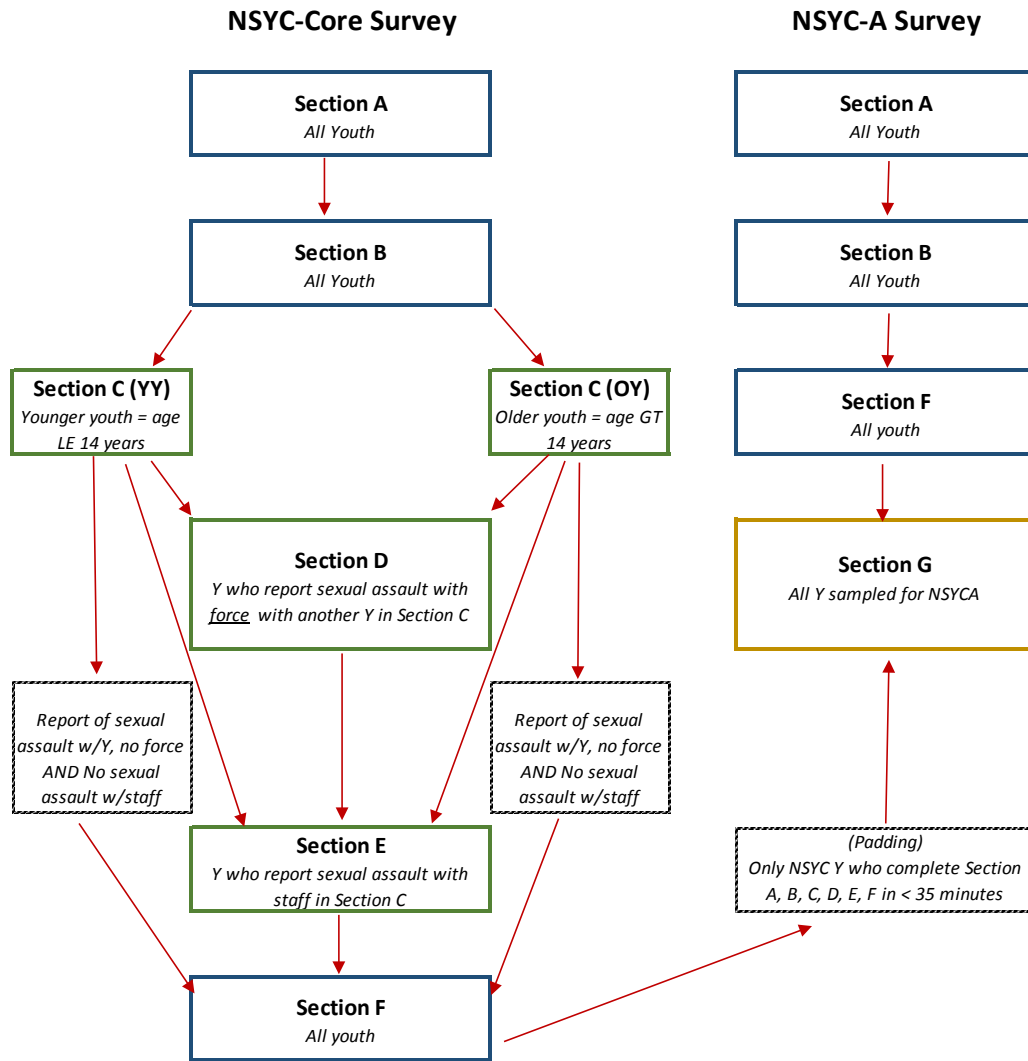 NSYC-Core Survey
Section A
All Youth
Section B
All Youth
Section C (YY)
Younger youth = age
LE 14 years
Section C (OY)
Older youth = age GT
14 years
Section D
Y who report sexual assault with
force with another Y in Section C
Report of sexual
assault w/Y, no force
AND No sexual
assault w/staff
Report of sexual
assault w/Y, no force
AND No sexual
assault w/staff
Section E
Y who report sexual assault with
staff in Section C
Section F
All youth
NSYC-A Survey
Section A
All Youth
Section B
All Youth
Section F
All youth
Section G
All Y sampled for NSYCA
(Padding)
Only NSYC Y who complete Section
A, B, C, D, E, F in < 35 minutes